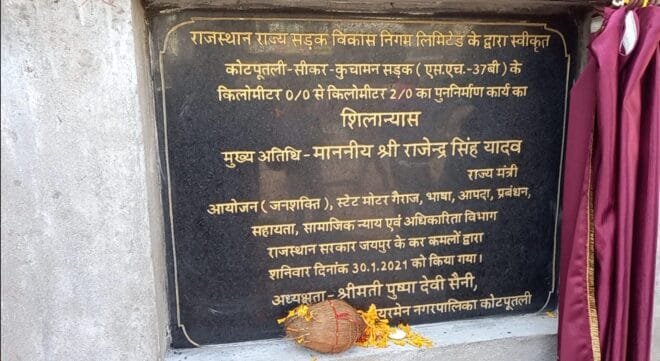 राजस्थान राज्य सड़क विकास निगम लिमिटेड के द्वारा स्वीकृत
कोटपूतली-सीकर-कुचामन सड़क (एस.एच.-37बी) के
किलोमीटर 0/0 से किलोमीटर 2/0 का पुननिर्माण कार्य का
शिलान्यास
मुख्य अतिथि-माननीय श्री राजेन्द्र सिंह यादव
राज्य मंत्री
आयोजन (जनशक्ति), स्टेट मोटर गैराज, भाषा, आपदा, प्रबंधन,
सहायता, सामाजिक न्याय एवं अधिकारिता विभाग
राजस्थान सरकार जयपुर के कर कमलों द्वारा
शनिवार दिनांक 30.1.2021 को किया गया।
अध्यक्षता-श्रीमती पुष्पा देवी सैनी,
नगरपालिका कोटपूतली